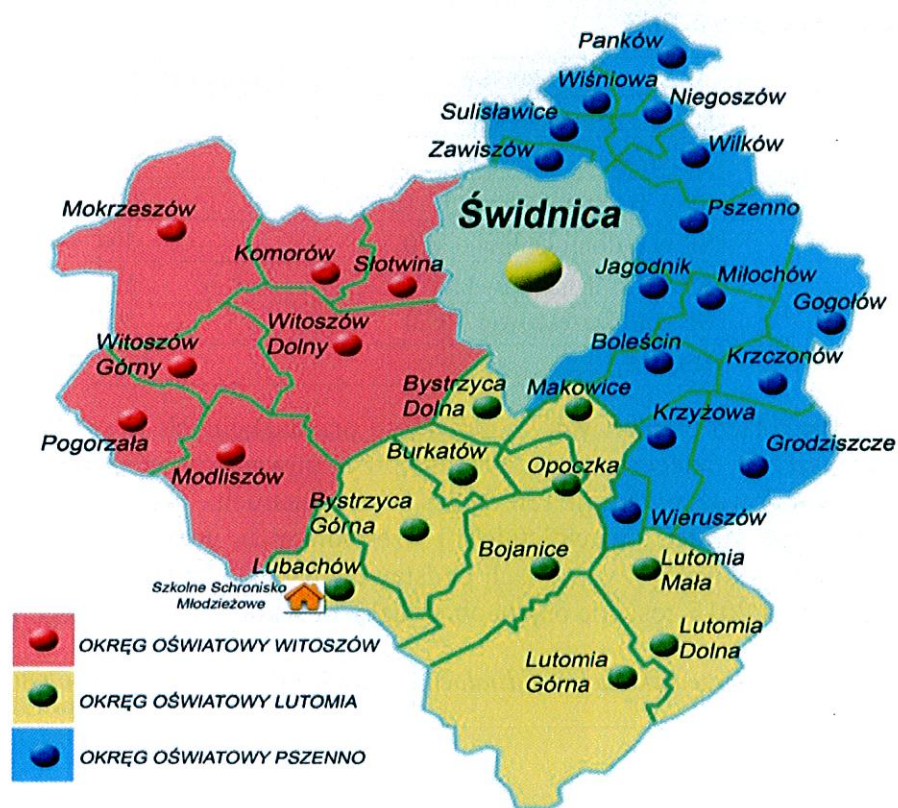 Panków
Wiśniowa
Niegoszów
Sulisławice
Wilków
Zawiszów
Mokrzeszów
Świdnica
Pszenno
Komorów
Słotwina
Jagodnik
Miłochów
Gogołów
Witoszów
Dolny
Witoszów
Górny
Boleścin
Krzczonów
Bystrzyca
Dolna
Makowice
Krzyżowa
Pogorzała
Modliszów
Burkatów
Opoczka
Grodziszcze
Bystrzyca
Górna
Wieruszów
Bojanice
Lutomia
Mała
Lubachów
Szkolne Schronisko
Młodzieżowe
Lutomia
Dolna
Lutomia
Górna
OKRĘG OŚWIATOWY WITOSZÓW
OKRĘG OŚWIATOWY LUTOMIA
OKRĘG OŚWIATOWY PSZENNO